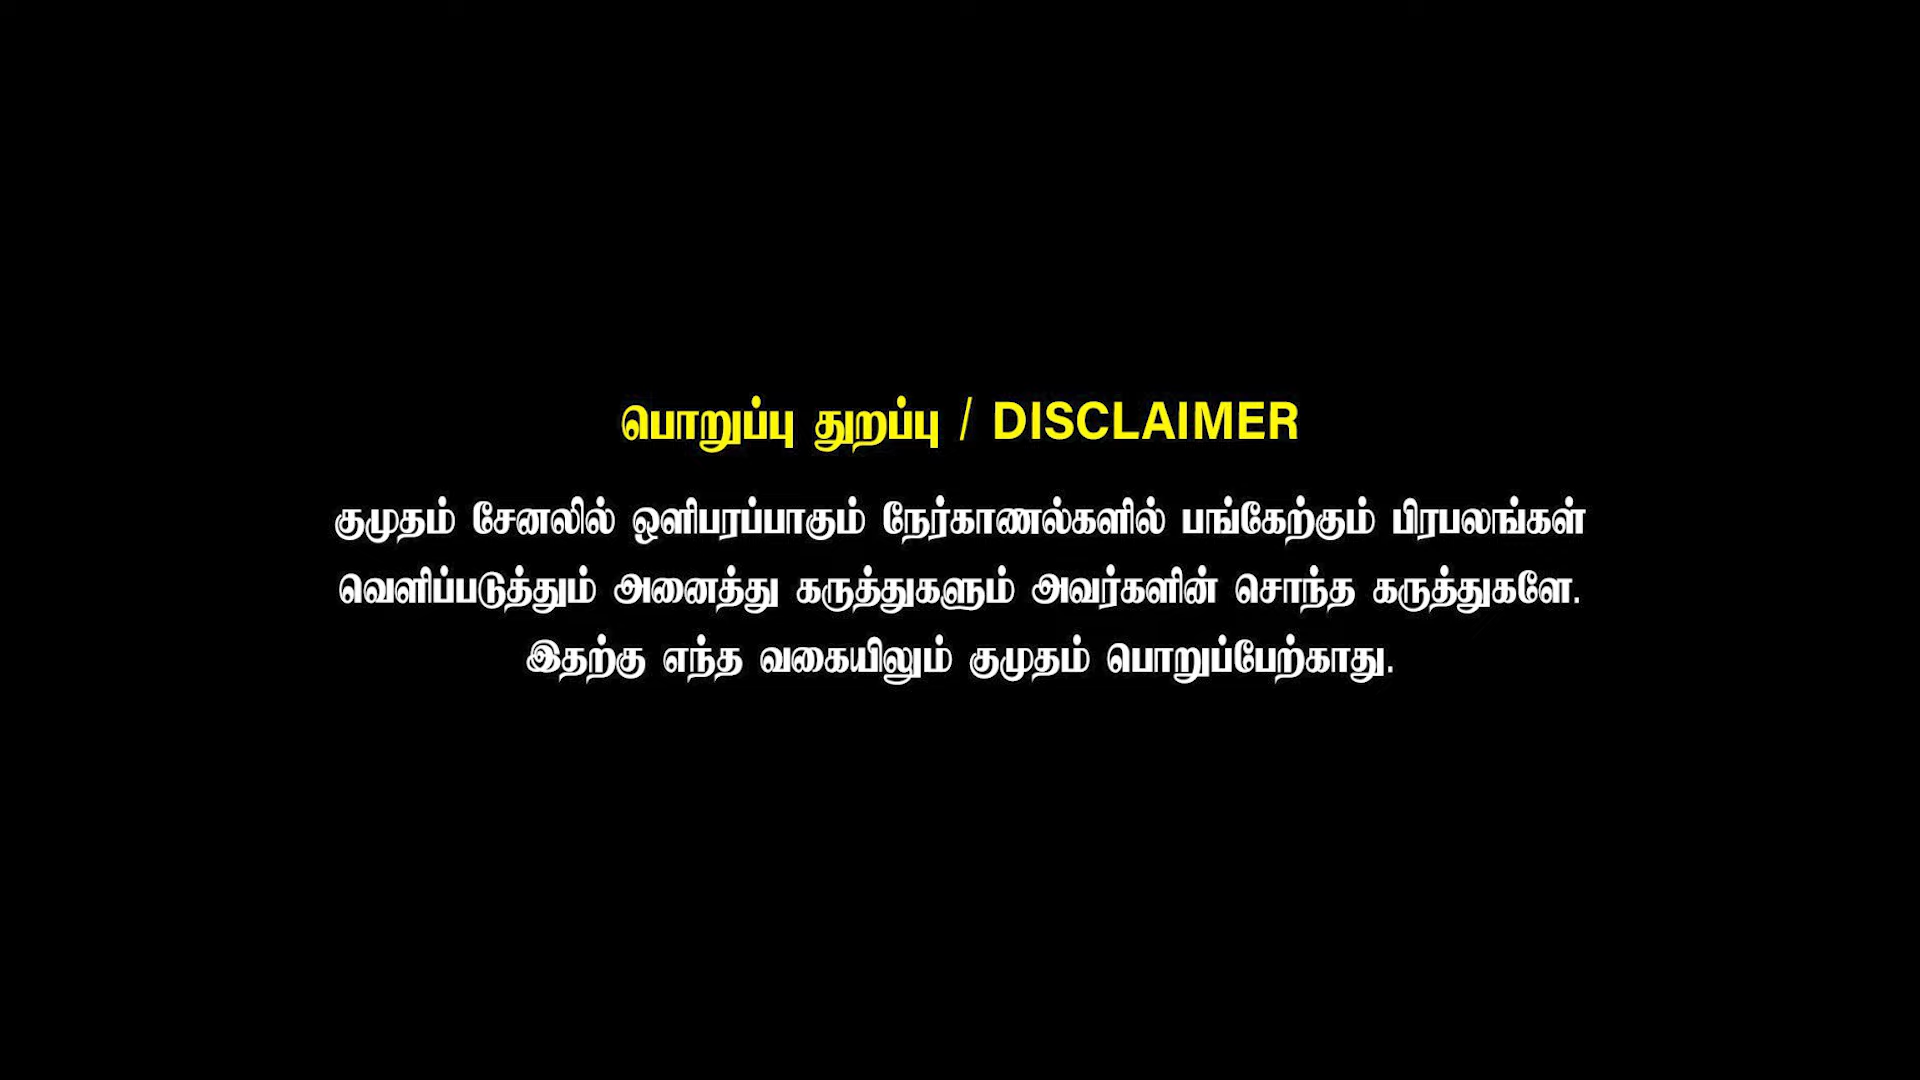 பொறுப்பு துறப்பு / DISCLAIMER
குமுதம் சேனலில் ஒளிபரப்பாகும் நேர்காணல்களில் பங்கேற்கும் பிரபலங்கள்
வெளிப்படுத்தும் அனைத்து கருத்துகளும் அவர்களின் சொந்த கருத்துகளே.
இதற்கு எந்த வகையிலும் குமுதம் பொறுப்பேற்காது.